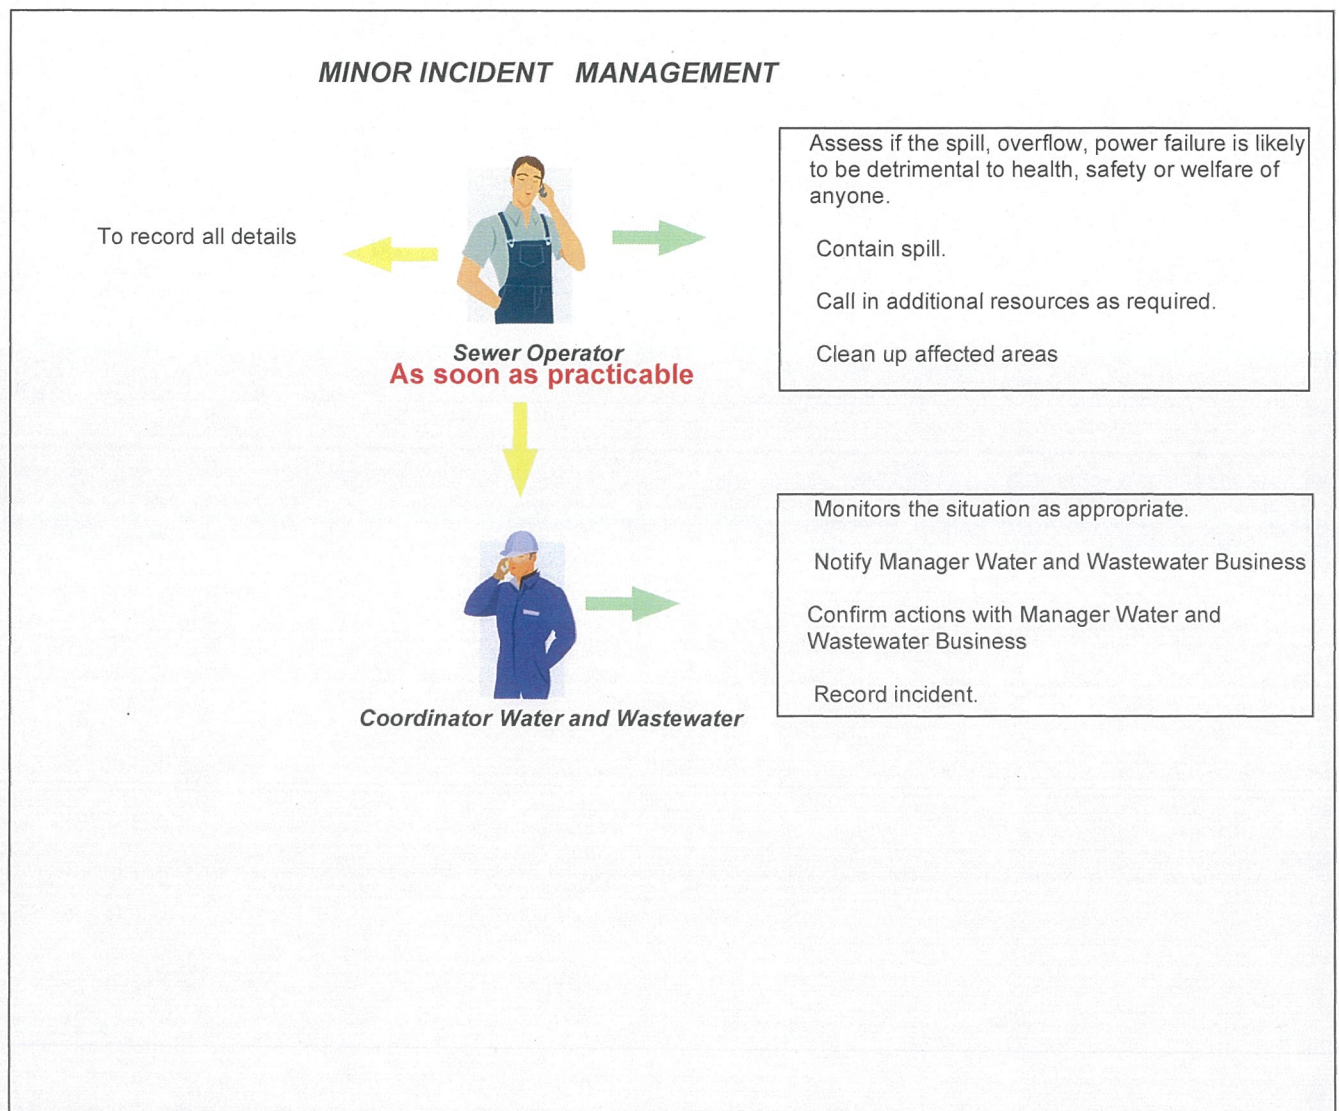 MINOR INCIDENT MANAGEMENT
To record all details
Sewer Operator
As soon as practicable
Assess if the spill, overflow, power failure is likely
to be detrimental to health, safety or welfare of
anyone.
Contain spill.
Call in additional resources as required.
Clean up affected areas
Coordinator Water and Wastewater
Monitors the situation as appropriate.
Notify Manager Water and Wastewater Business
Confirm actions with Manager Water and
Wastewater Business
Record incident.